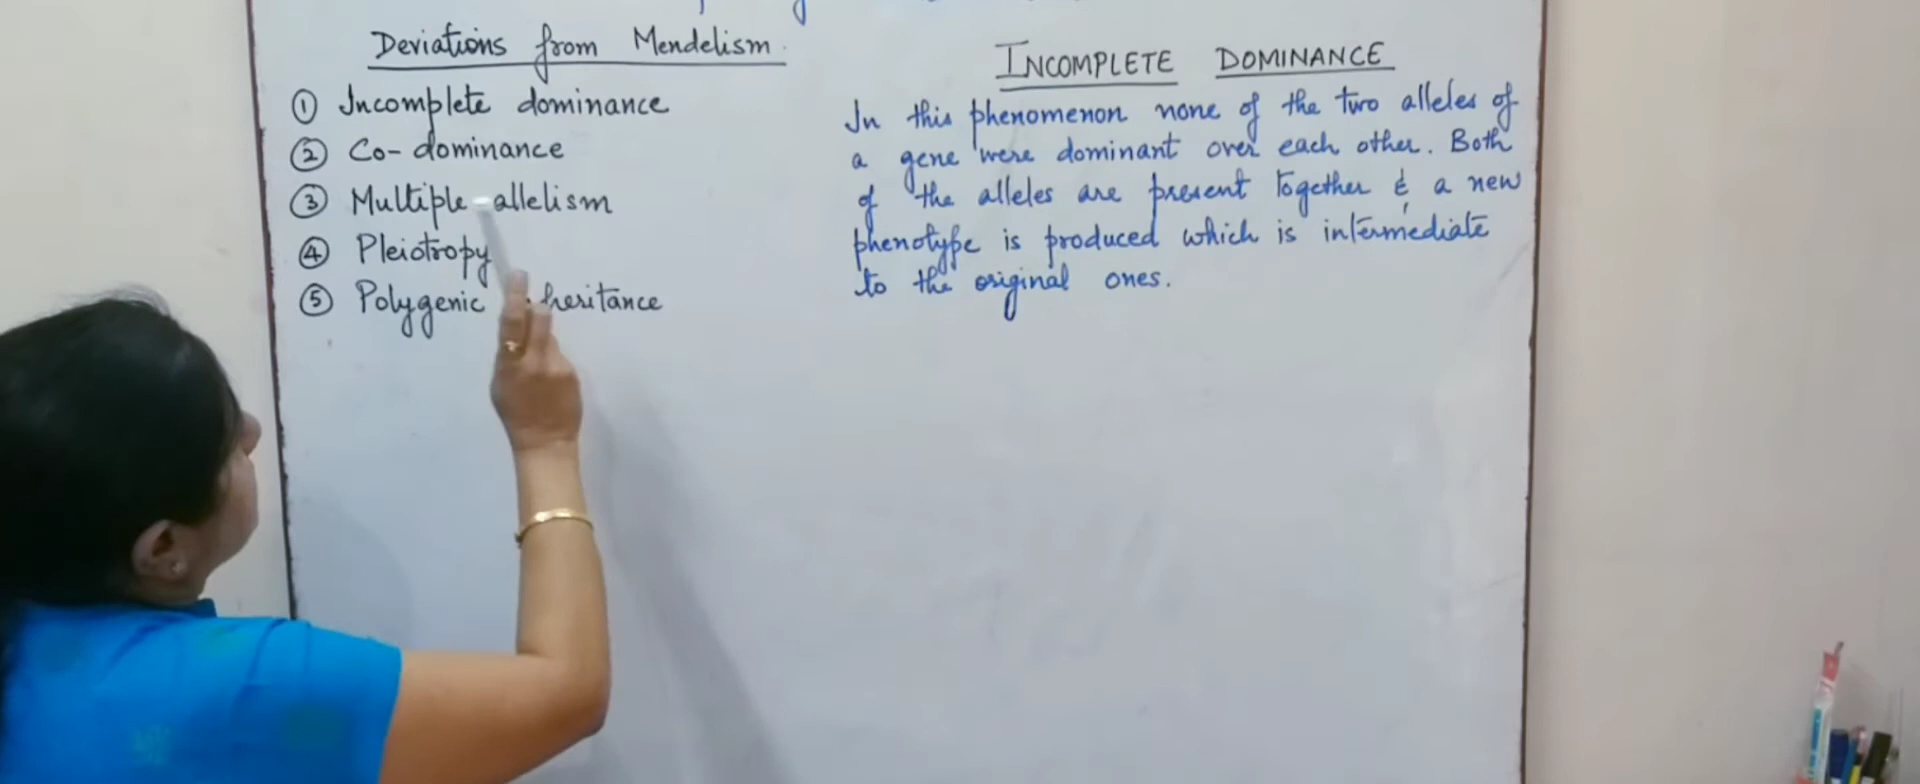 Deviations from Mendelism.
① Incomplete dominance
② Co-dominance
③ Multiple allelism
④ Pleiotropy
⑤ Polygenic heritance
INCOMPLETE DOMINANCE
In this phenomenon none of the two alleles of
a gene were dominant over each other. Both
of the alleles are present together & a new
phenotype is produced which is intermediate
to the original ones.